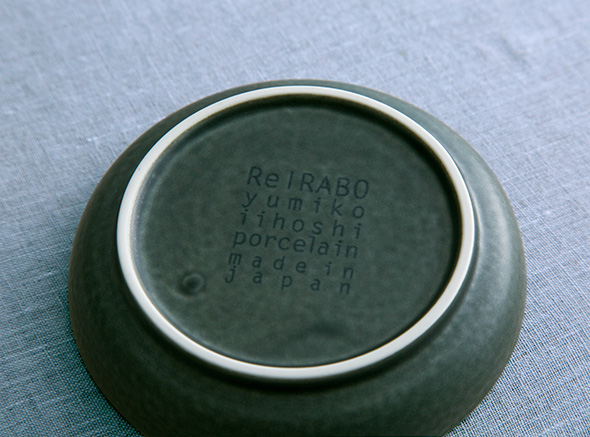 ReIRABO
yumiko
iihoshi
porcelain
made in
japan